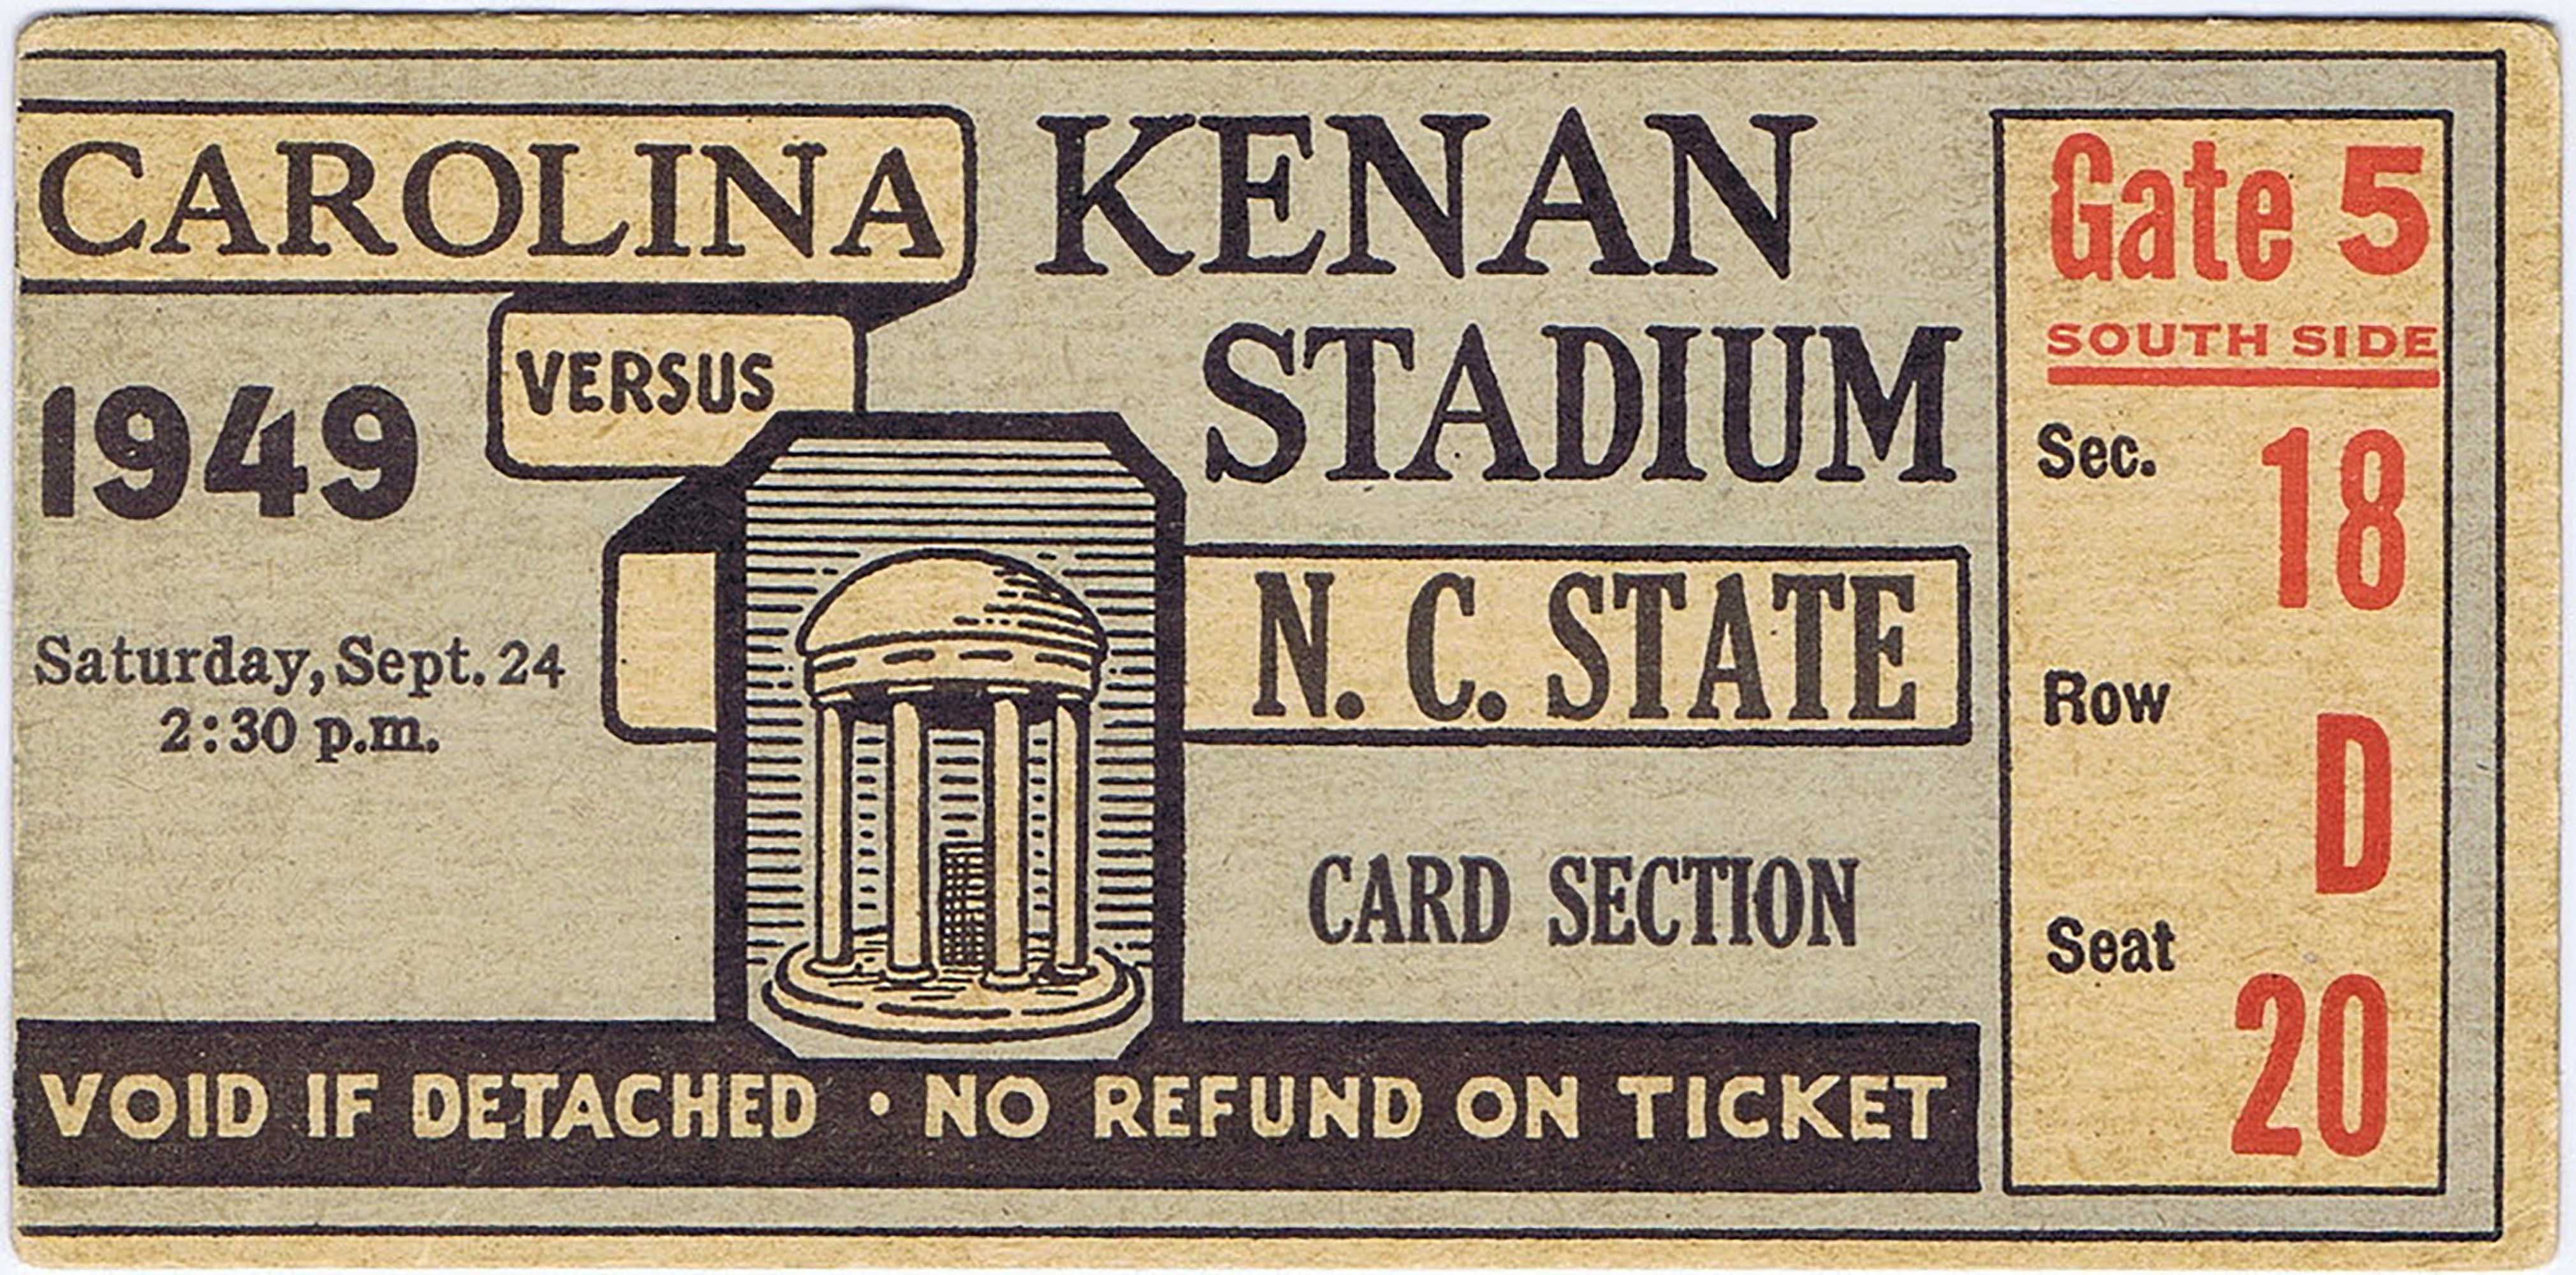 CAROLINA
VERSUS
1949
Saturday, Sept. 24
2:30 p.m.
KENAN
STADIUM
N. C. STATE
CARD SECTION
VOID IF DETACHED • NO REFUND ON TICKET
Gate 5
SOUTH SIDE
Sec. 18
Row D
Seat 20